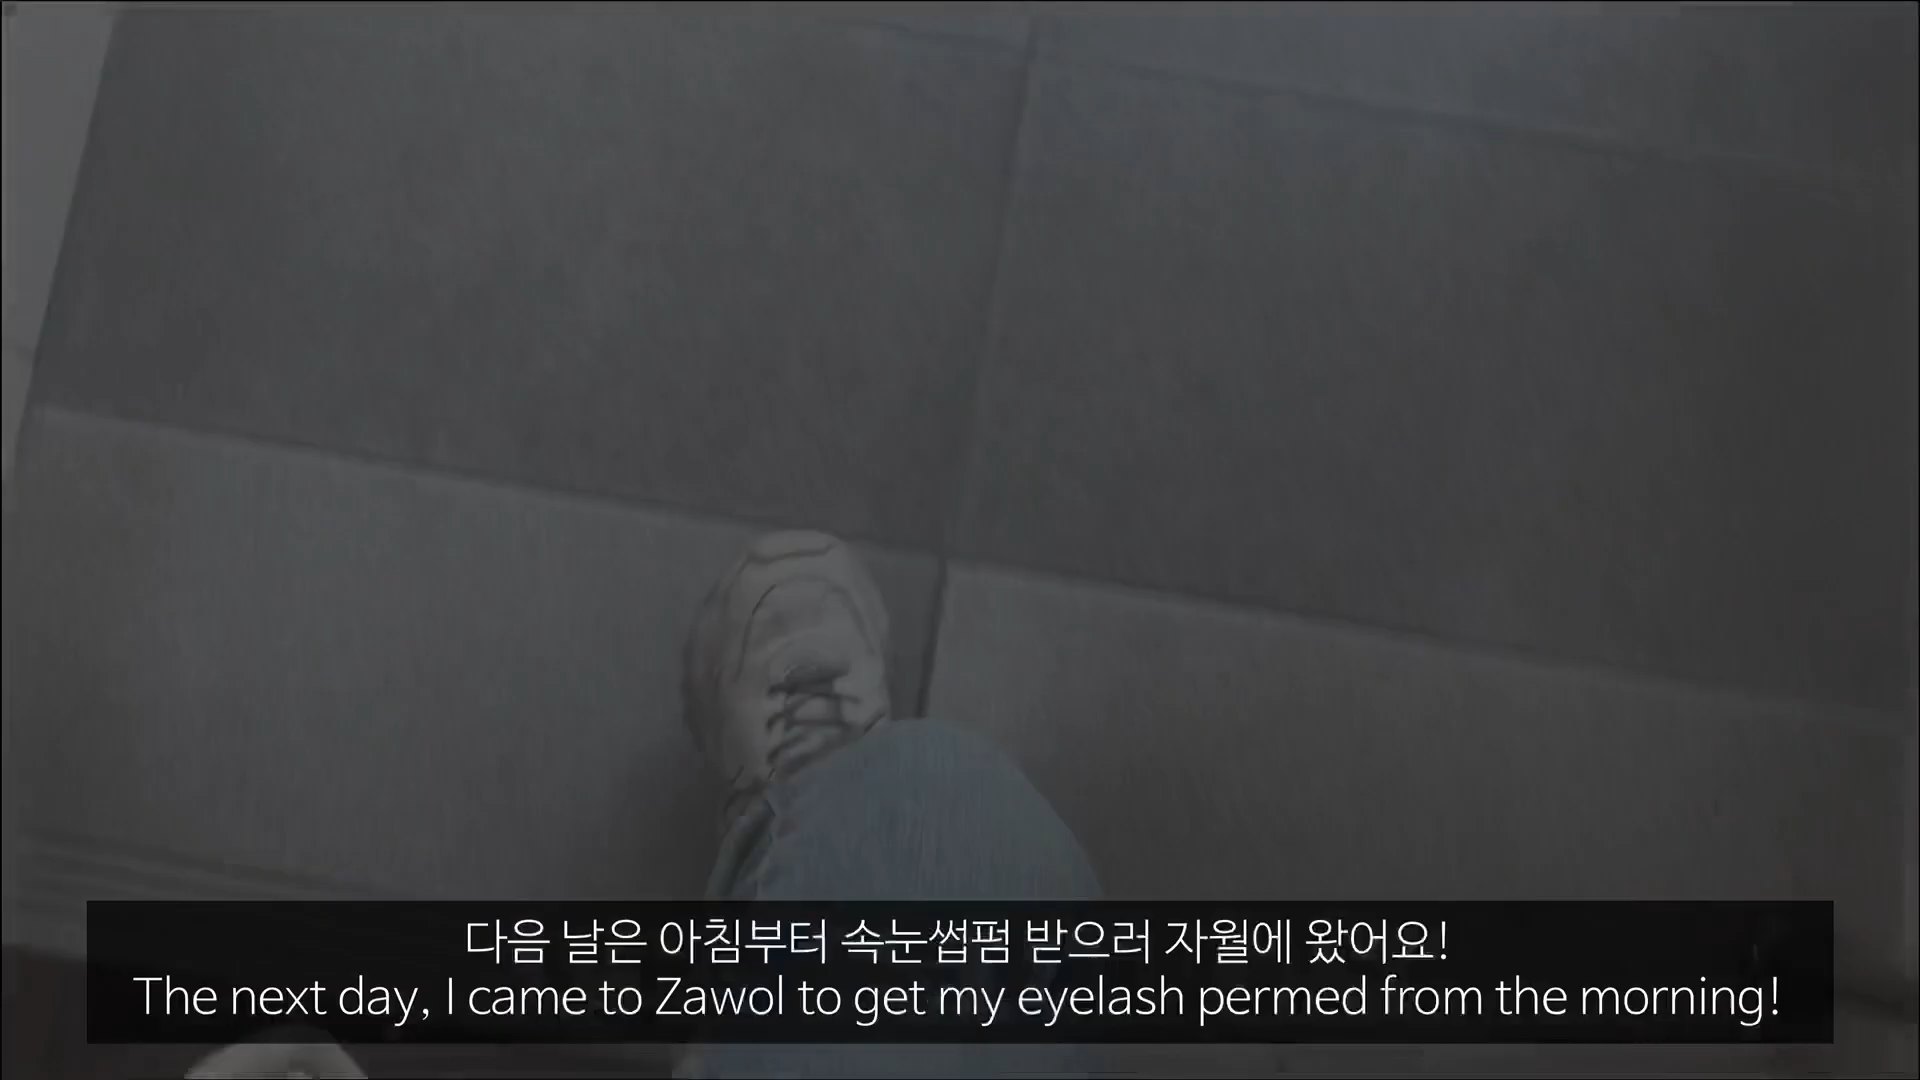 다음 날은 아침부터 속눈썹펌 받으러 자월에 왔어요!
The next day, I came to Zawol to get my eyelash permed from the morning!